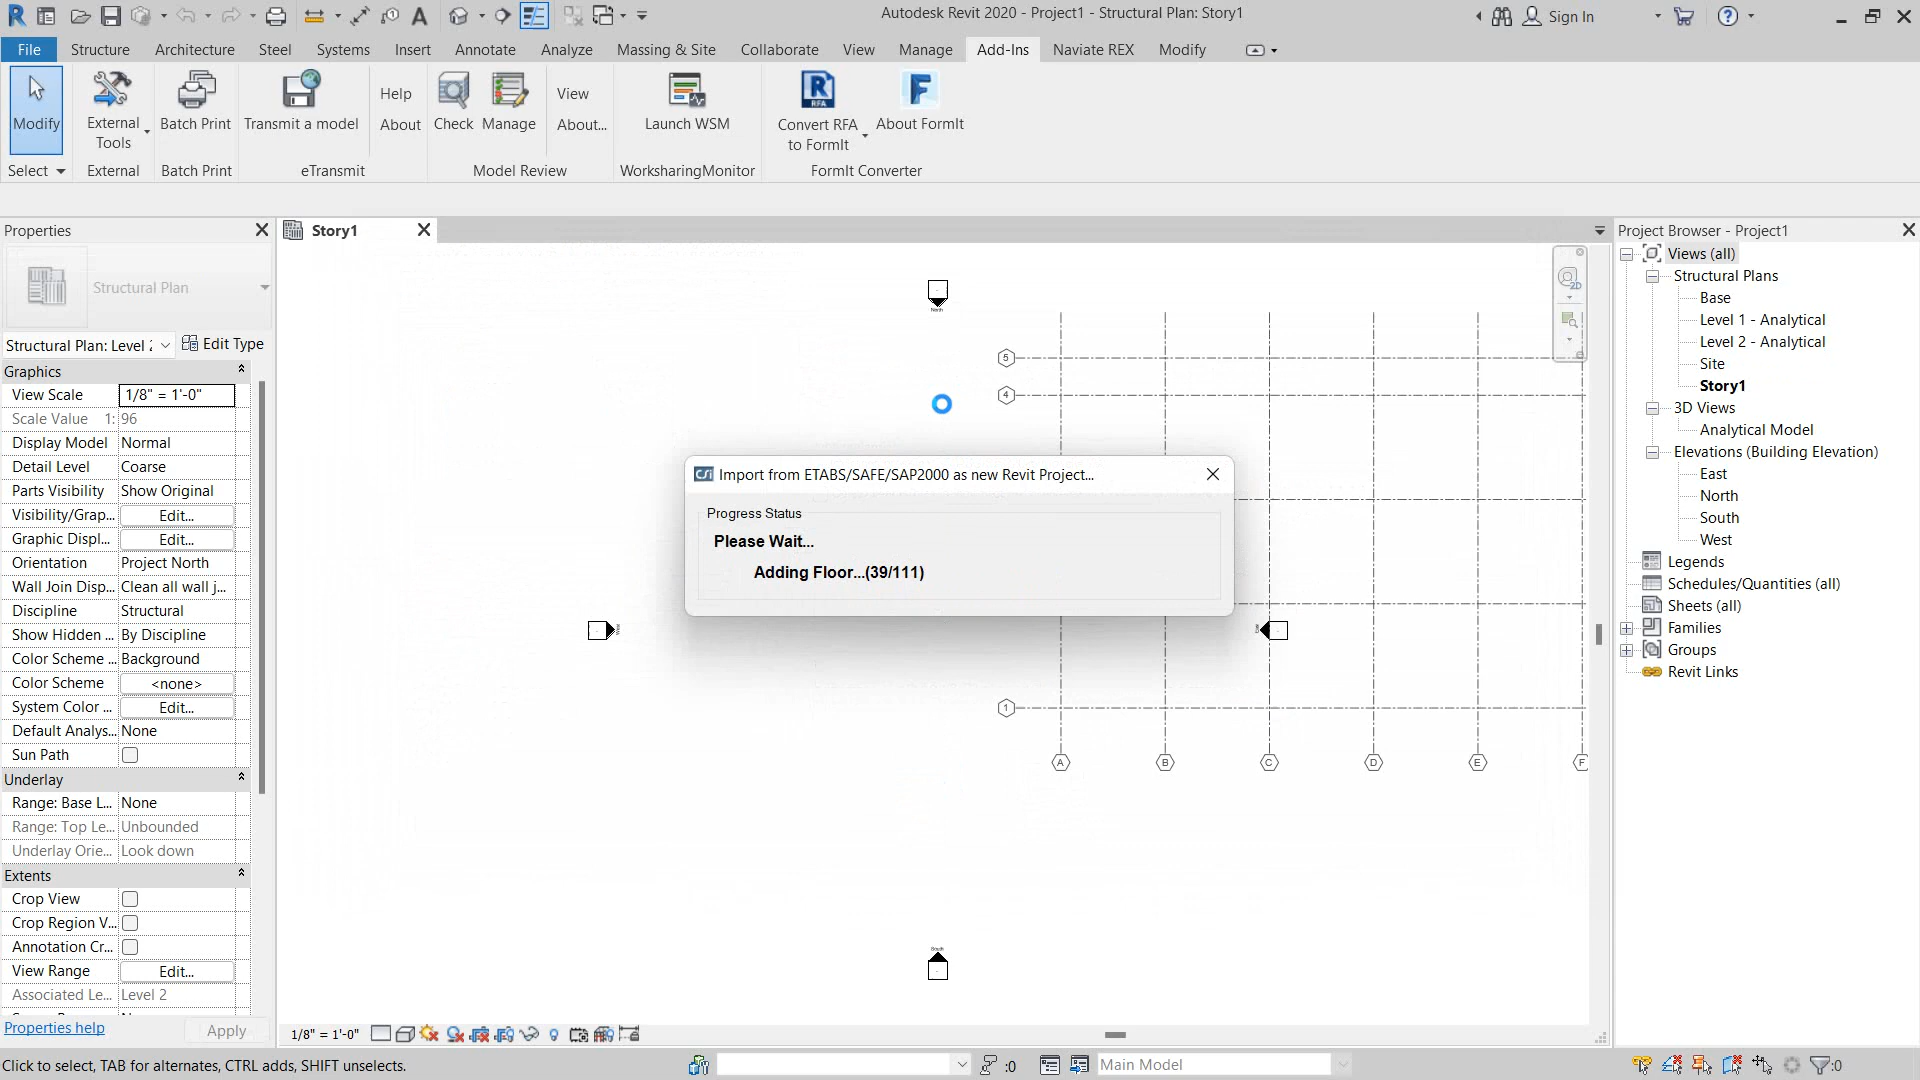 Autodesk Revit 2020 - Project1 - Structural Plan: Story1
Sign In
File
Structure
Architecture
Steel
Systems
Insert
Annotate
Analyze
Massing & Site
Collaborate
View
Manage
Add-Ins
Naviate REX
Modify
Modify
External
Tools
Batch Print
Transmit a model
Help
About
Check
Manage
View
About...
Launch WSM
RFA
Convert RFA
to FormIt
About FormIt
Select
External
Batch Print
eTransmit
Model Review
WorksharingMonitor
FormIt Converter
Properties
Structural Plan
Structural Plan: Level 2
Edit Type
Graphics
View Scale 1/8" = 1'-0"
Scale Value 1: 96
Display Model Normal
Detail Level Coarse
Parts Visibility Show Original
Visibility/Grap... Edit...
Graphic Displ... Edit...
Orientation Project North
Wall Join Disp... Clean all wall j...
Discipline Structural
Show Hidden ... By Discipline
Color Scheme ... Background
Color Scheme <none>
System Color ... Edit...
Default Analys... None
Sun Path
Underlay
Range: Base L... None
Range: Top Le... Unbounded
Underlay Orie... Look down
Extents
Crop View
Crop Region V...
Annotation Cr...
View Range Edit...
Associated Le... Level 2
Properties help
Apply
Story1
North
2D
5
4
CSi Import from ETABS/SAFE/SAP2000 as new Revit Project...
Progress Status
Please Wait...
Adding Floor...(39/111)
West
East
1
A
B
C
D
E
F
South
1/8" = 1'-0"
Project Browser - Project1
Views (all)
Structural Plans
Base
Level 1 - Analytical
Level 2 - Analytical
Site
Story1
3D Views
Analytical Model
Elevations (Building Elevation)
East
North
South
West
Legends
Schedules/Quantities (all)
Sheets (all)
Families
Groups
Revit Links
Click to select, TAB for alternates, CTRL adds, SHIFT unselects.
:0
Main Model
:0